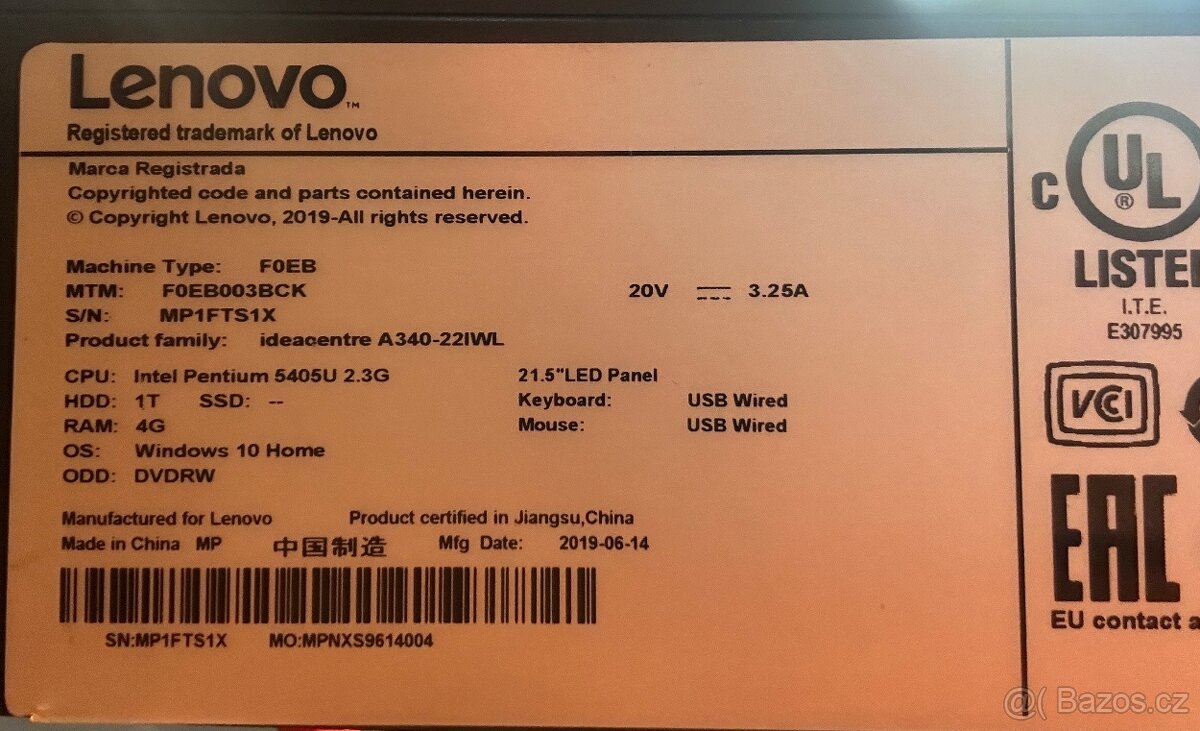 Lenovo™
Registered trademark of Lenovo
Marca Registrada
Copyrighted code and parts contained herein.
© Copyright Lenovo, 2019-All rights reserved.
Machine Type: F0EB
MTM: F0EB003BCK 20V 3.25A
S/N: MP1FTS1X
Product family: ideacentre A340-22IWL
CPU: Intel Pentium 5405U 2.3G 21.5"LED Panel
HDD: 1T SSD: -- Keyboard: USB Wired
RAM: 4G Mouse: USB Wired
OS: Windows 10 Home
ODD: DVDRW
Manufactured for Lenovo Product certified in Jiangsu,China
Made in China MP 中国制造 Mfg Date: 2019-06-14
SN:MP1FTS1X MO:MPNXS9614004
C UL ®
LISTE
I.T.E.
E307995
VCCI
EAC
EU contact a
@( Bazos.cz